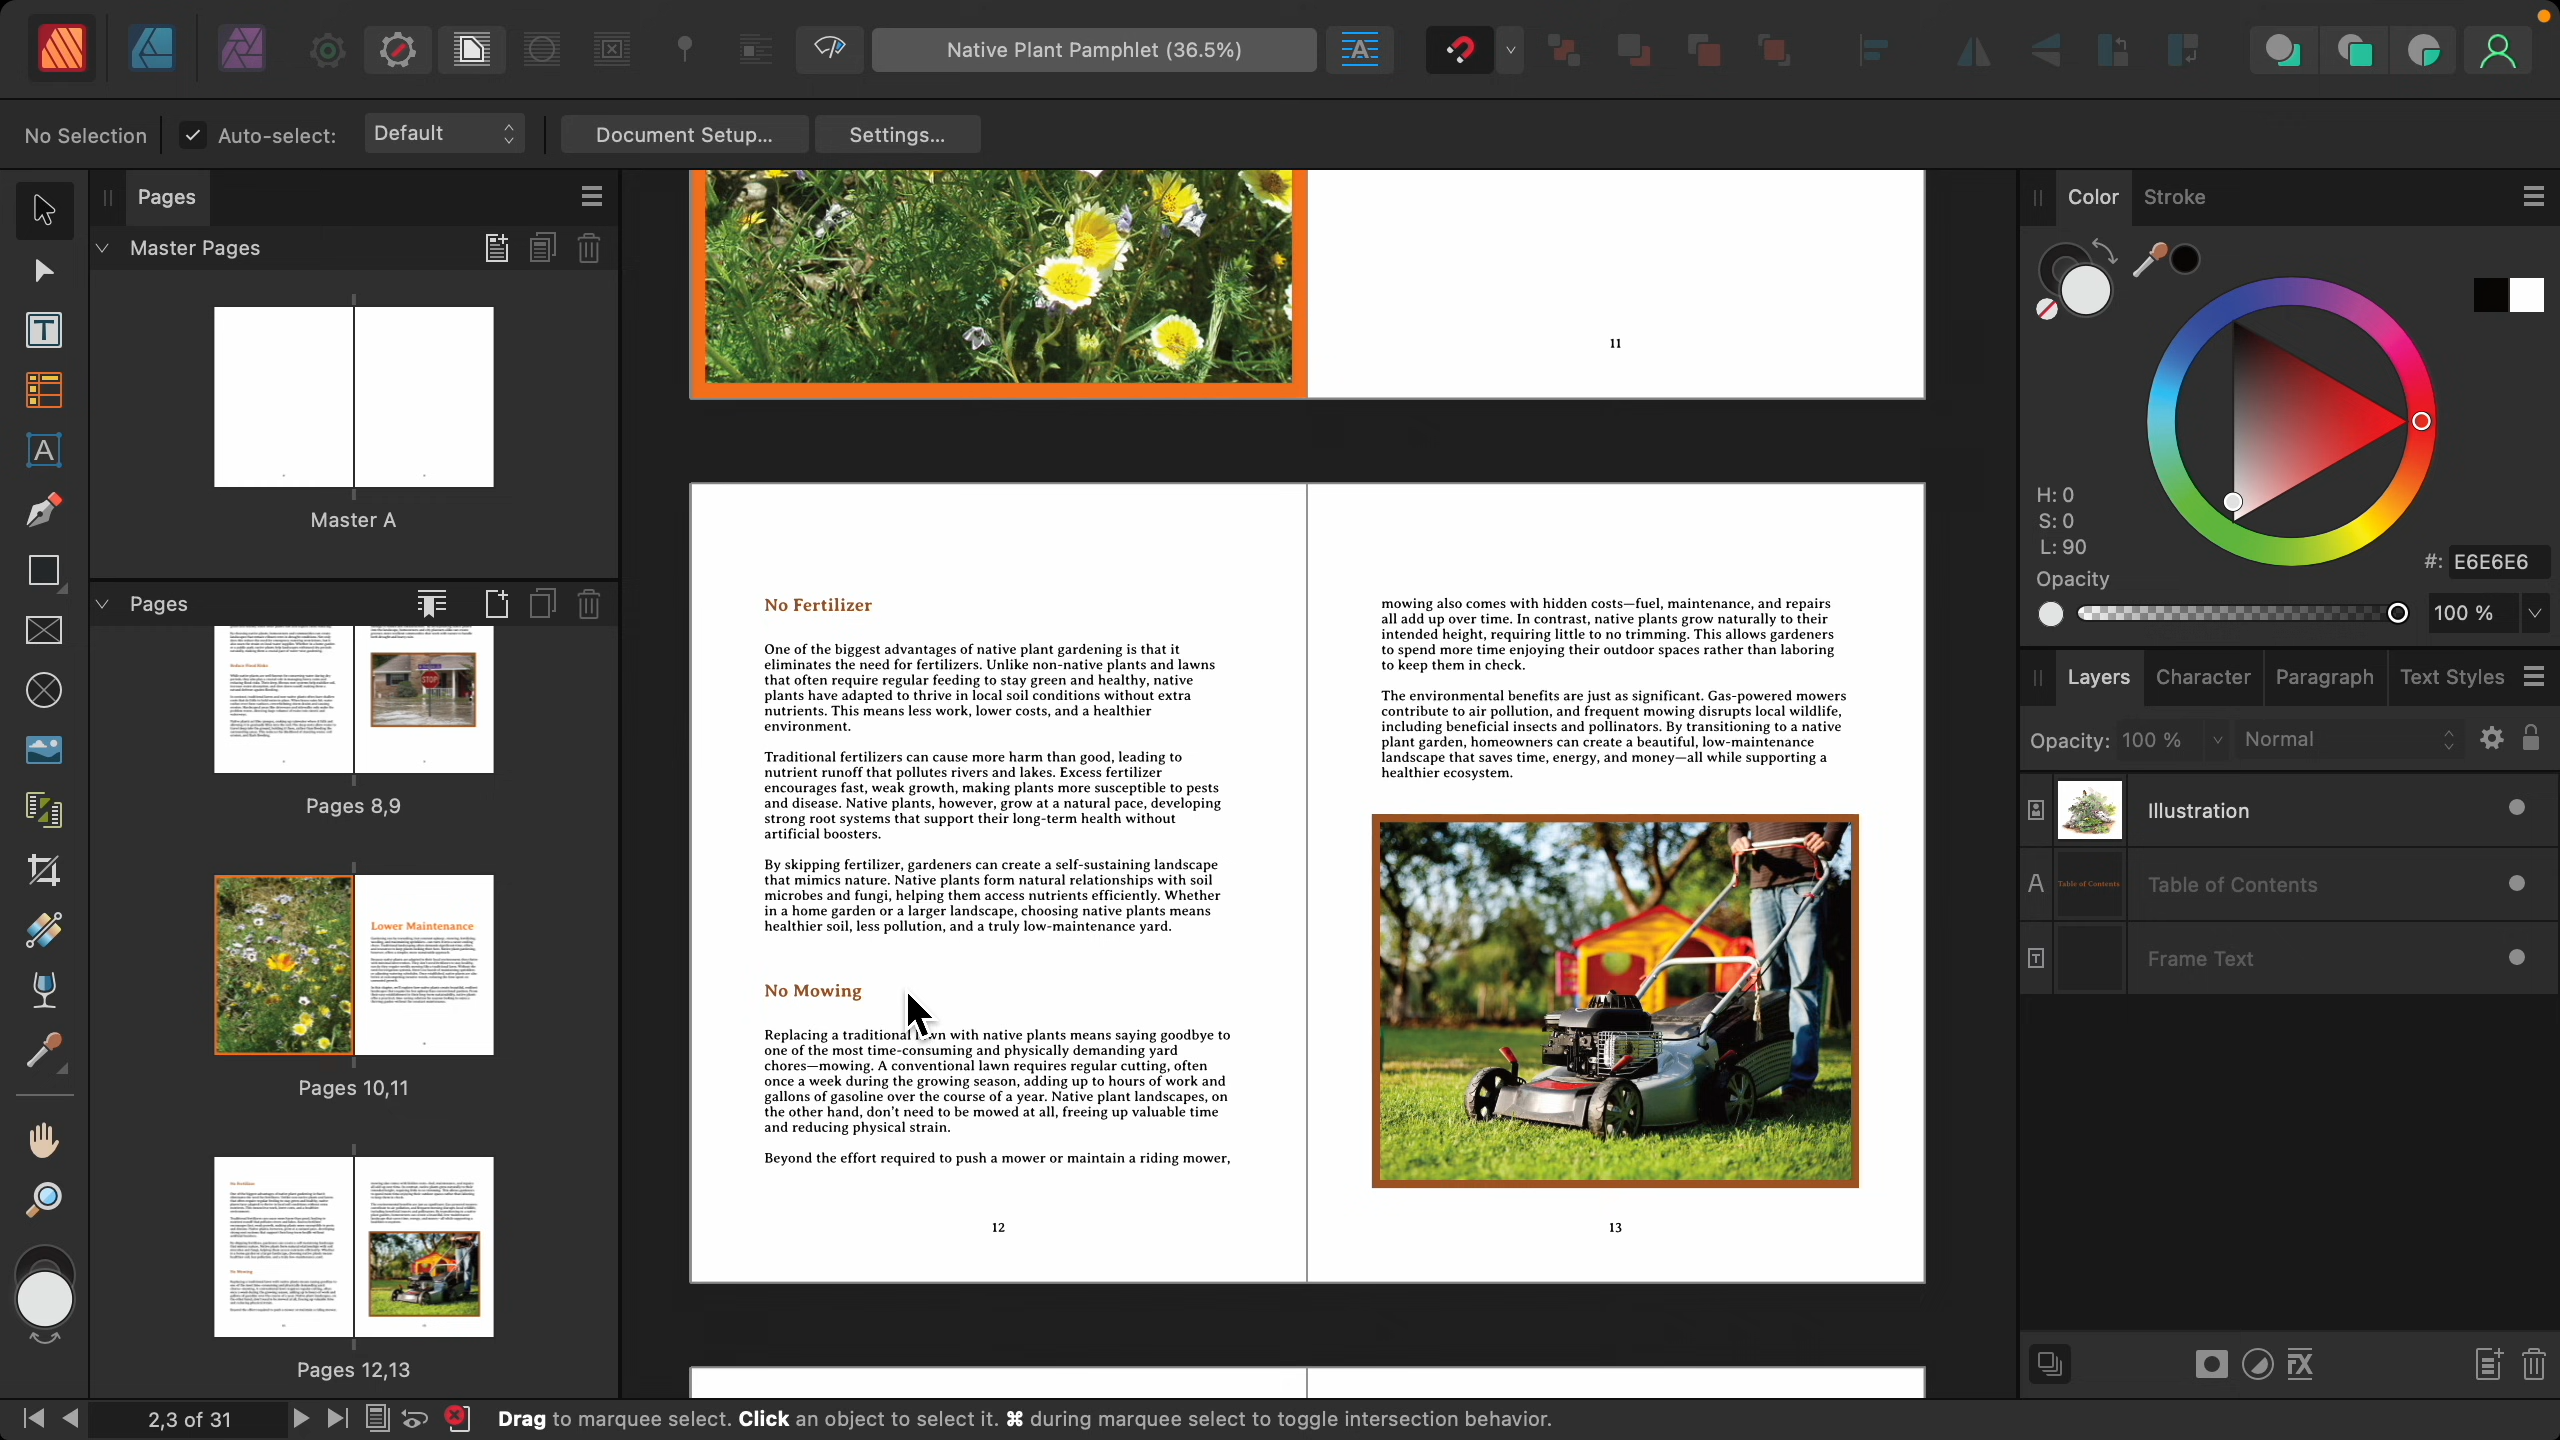 Native Plant Pamphlet (36.5%)
No Selection
Auto-select:
Default
Document Setup...
Settings...
Pages
Master Pages
Master A
Pages
Pages 8,9
Lower Maintenance
Pages 10,11
Pages 12,13
11
No Fertilizer
One of the biggest advantages of native plant gardening is that it
eliminates the need for fertilizers. Unlike non-native plants and lawns
that often require regular feeding to stay green and healthy, native
plants have adapted to thrive in local soil conditions without extra
nutrients. This means less work, lower costs, and a healthier
environment.
Traditional fertilizers can cause more harm than good, leading to
nutrient runoff that pollutes rivers and lakes. Excess fertilizer
encourages fast, weak growth, making plants more susceptible to pests
and disease. Native plants, however, grow at a natural pace, developing
strong root systems that support their long-term health without
artificial boosters.
By skipping fertilizer, gardeners can create a self-sustaining landscape
that mimics nature. Native plants form natural relationships with soil
microbes and fungi, helping them access nutrients efficiently. Whether
in a home garden or a larger landscape, choosing native plants means
healthier soil, less pollution, and a truly low-maintenance yard.
No Mowing
Replacing a traditional lawn with native plants means saying goodbye to
one of the most time-consuming and physically demanding yard
chores—mowing. A conventional lawn requires regular cutting, often
once a week during the growing season, adding up to hours of work and
gallons of gasoline over the course of a year. Native plant landscapes, on
the other hand, don't need to be mowed at all, freeing up valuable time
and reducing physical strain.
Beyond the effort required to push a mower or maintain a riding mower,
12
mowing also comes with hidden costs—fuel, maintenance, and repairs
all add up over time. In contrast, native plants grow naturally to their
intended height, requiring little to no trimming. This allows gardeners
to spend more time enjoying their outdoor spaces rather than laboring
to keep them in check.
The environmental benefits are just as significant. Gas-powered mowers
contribute to air pollution, and frequent mowing disrupts local wildlife,
including beneficial insects and pollinators. By transitioning to a native
plant garden, homeowners can create a beautiful, low-maintenance
landscape that saves time, energy, and money—all while supporting a
healthier ecosystem.
13
Color
Stroke
H: 0
S: 0
L: 90
#: E6E6E6
Opacity
100 %
Layers
Character
Paragraph
Text Styles
Opacity: 100 %
Normal
Illustration
Table of Contents
Table of Contents
Frame Text
2,3 of 31
Drag to marquee select. Click an object to select it. ⌘ during marquee select to toggle intersection behavior.